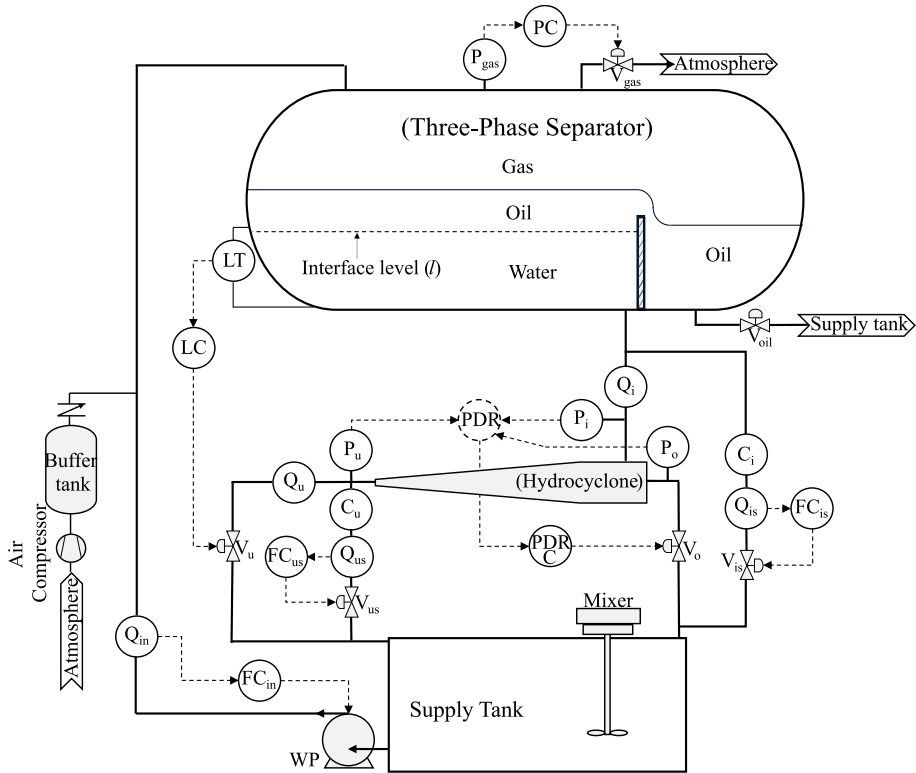 PC
P gas
Atmosphere
V gas
(Three-Phase Separator)
Gas
Oil
LT
Interface level (l)
Water
Oil
Supply tank
V oil
LC
Q i
PDR
P i
P u
P o
Buffer
tank
Q u
(Hydrocyclone)
C i
C u
Q is
FC is
Air
Compressor
V u
FC us
Q us
PDR
C
V o
V is
V us
Mixer
Atmosphere
Q in
FC in
Supply Tank
WP